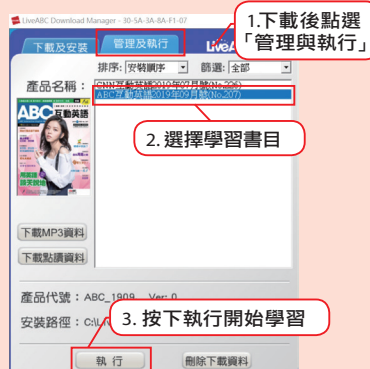 LiveABC Download Manager - 30-5A-3A-8A-F1-07
1.下載後點選
「管理與執行」
下載及安裝
管理及執行
排序: 安裝順序
篩選: 全部
產品名稱：
ABC互動英語2019年09月號(No.207)
ABC互動英語
2. 選擇學習書目
下載MP3資料
下載點讀資料
產品代號：ABC_1909 Ver: 0
安裝路徑：C:\
3. 按下執行開始學習
執 行
刪除下載資料